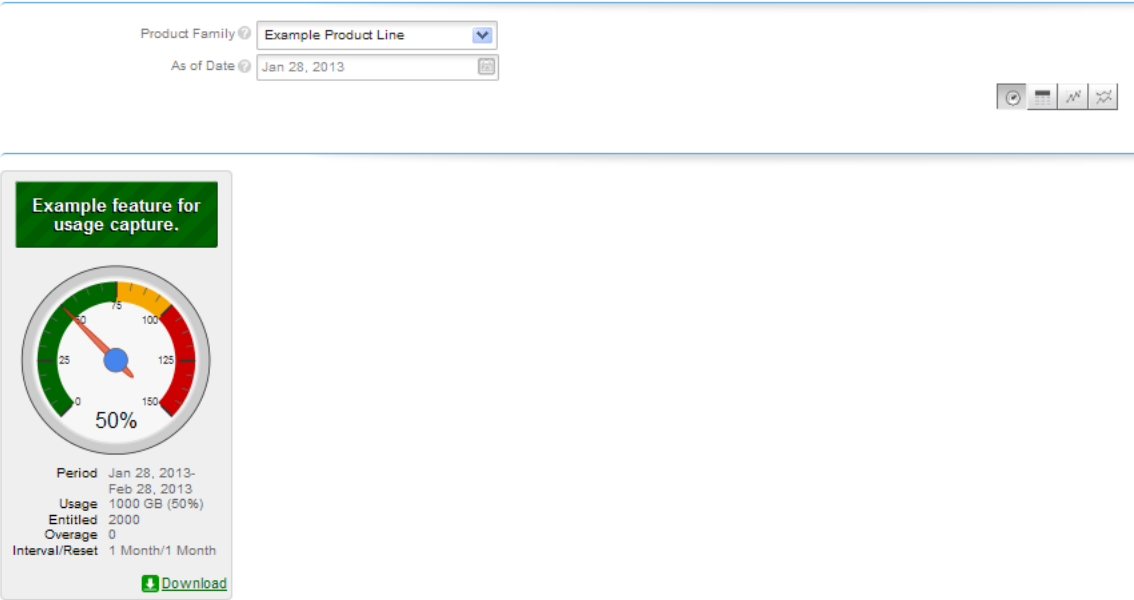 Product Family
Example Product Line
As of Date
Jan 28, 2013
Example feature for
usage capture.
0
25
50
75
100
125
150
50%
Period Jan 28, 2013-
Feb 28, 2013
Usage 1000 GB (50%)
Entitled 2000
Overage 0
Interval/Reset 1 Month/1 Month
Download